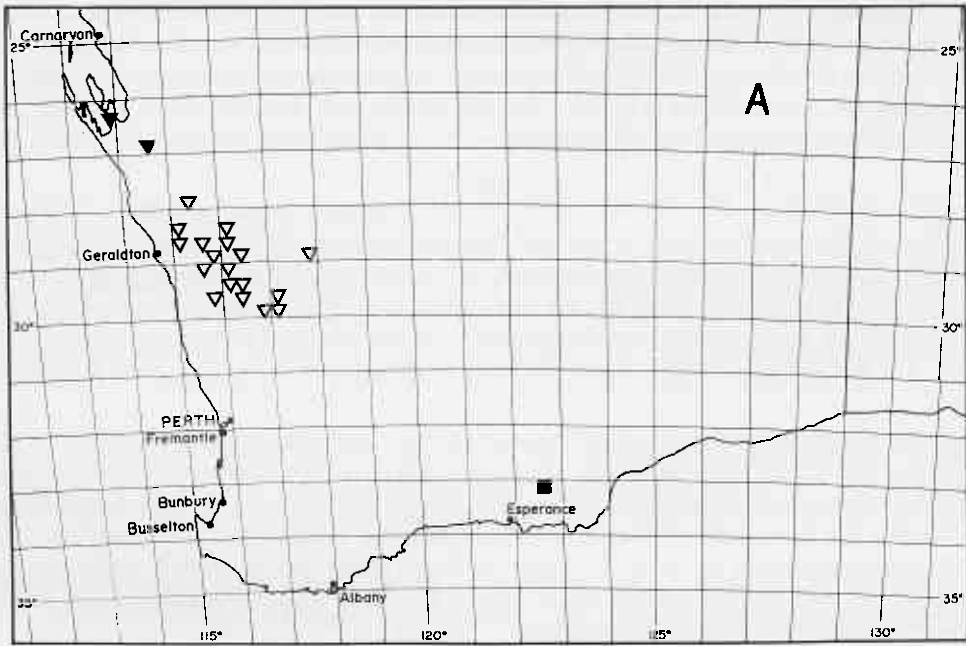 Carnarvon
25°
25°
A
Geraldton
30°
30°
PERTH
Fremantle
Bunbury
Busselton
Esperance
Albany
35°
35°
115°
120°
125°
130°